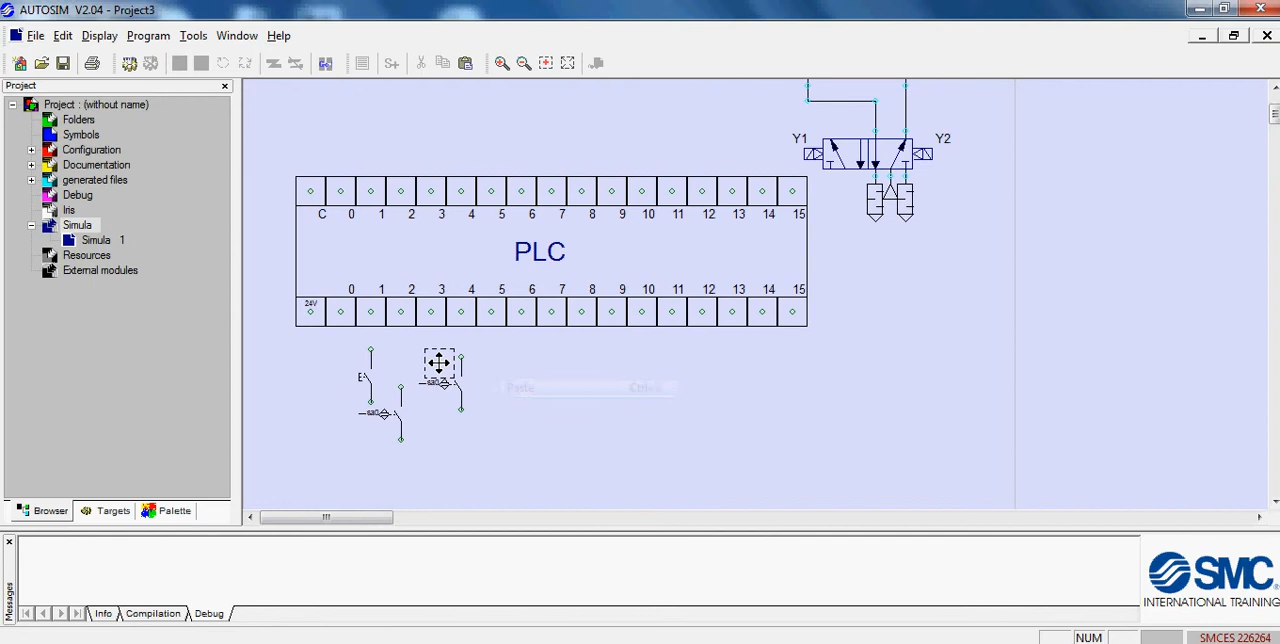 AUTOSIM V2.04 - Project3
File Edit Display Program Tools Window Help
S+
Project
Project : (without name)
Folders
Symbols
Configuration
Documentation
generated files
Debug
Iris
Simula
Simula 1
Resources
External modules
Browser Targets Palette
Y1 Y2
C 0 1 2 3 4 5 6 7 8 9 10 11 12 13 14 15
PLC
0 1 2 3 4 5 6 7 8 9 10 11 12 13 14 15
24V
Paste
Messages
Info Compilation Debug
SMC
INTERNATIONAL TRAINING
NUM SMCES 226264